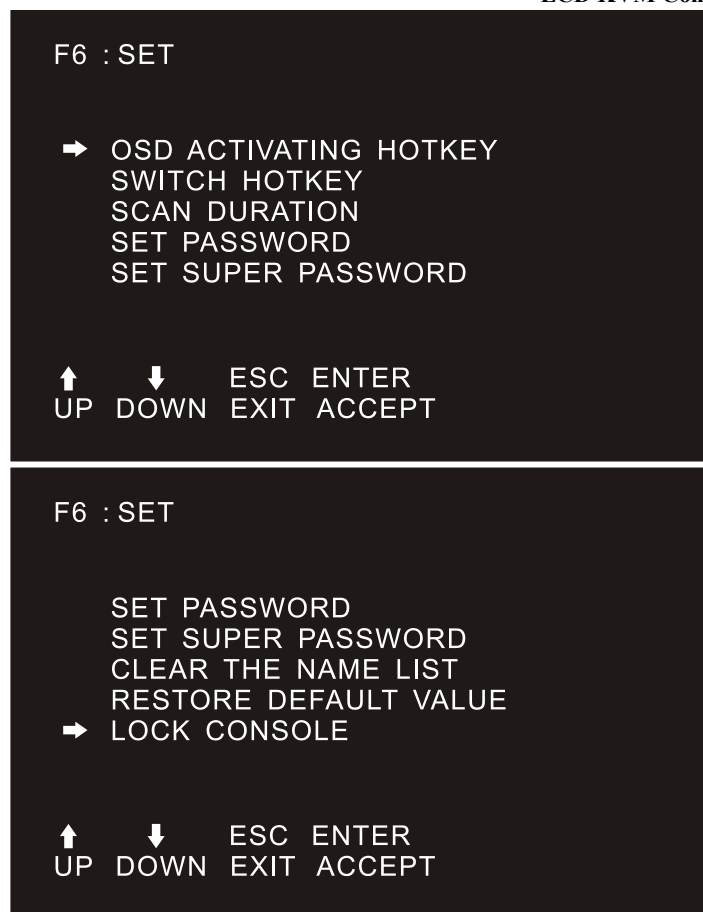 F6 : SET
➡ OSD ACTIVATING HOTKEY
SWITCH HOTKEY
SCAN DURATION
SET PASSWORD
SET SUPER PASSWORD
⬆ ⬇ ESC ENTER
UP DOWN EXIT ACCEPT
F6 : SET
SET PASSWORD
SET SUPER PASSWORD
CLEAR THE NAME LIST
RESTORE DEFAULT VALUE
➡ LOCK CONSOLE
⬆ ⬇ ESC ENTER
UP DOWN EXIT ACCEPT